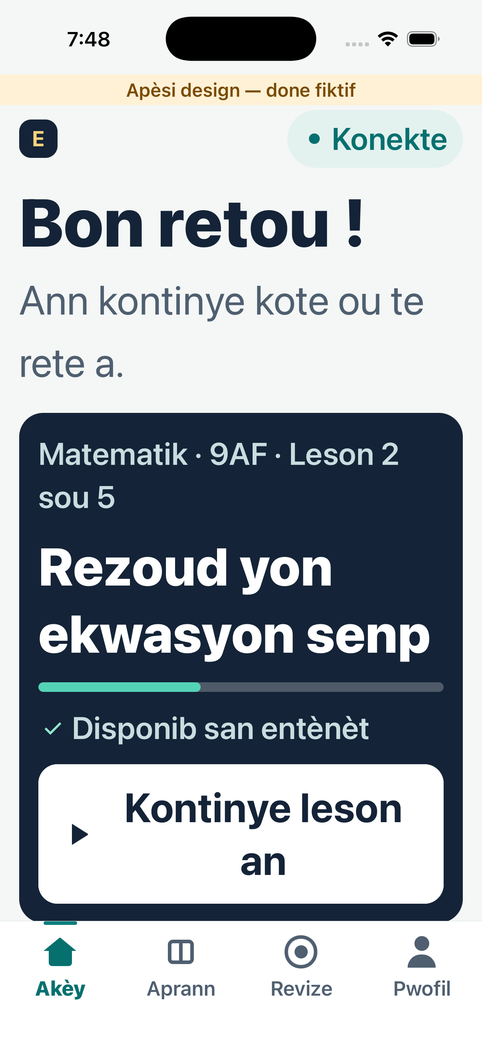 7:48
Apèsi design — done fiktif
E
Konekte
Bon retou !
Ann kontinye kote ou te
rete a.
Matematik · 9AF · Leson 2
sou 5
Rezoud yon
ekwasyon senp
Disponib san entènèt
Kontinye leson
an
Akèy
Aprann
Revize
Pwofil